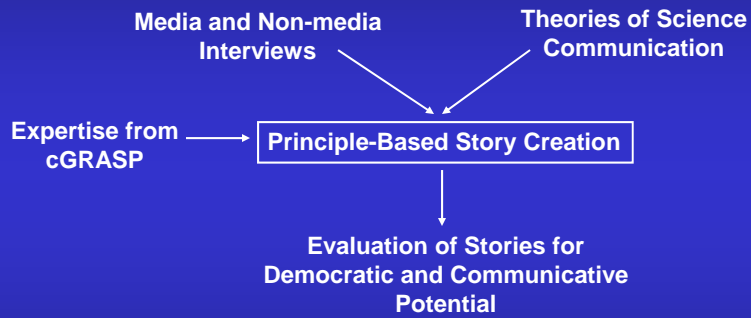 Media and Non-media
Interviews
Theories of Science
Communication
Expertise from
cGRASP
Principle-Based Story Creation
Evaluation of Stories for
Democratic and Communicative
Potential